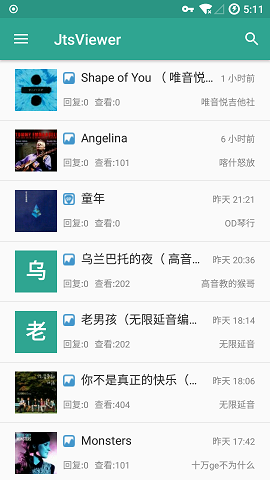 5:11
JtsViewer
Shape of You （ 唯音悦... 1 小时前
回复:0 查看:0 唯音悦吉他社
Angelina 6 小时前
回复:0 查看:101 喀什怒放
童年 昨天 21:21
回复:0 查看:0 OD琴行
乌
乌兰巴托的夜（ 高音... 昨天 20:36
回复:0 查看:202 高音教的猴哥
老
老男孩（无限延音编... 昨天 18:14
回复:0 查看:202 无限延音
你不是真正的快乐（... 昨天 18:06
回复:0 查看:404 无限延音
Monsters 昨天 17:42
回复:0 查看:101 十万ge不为什么